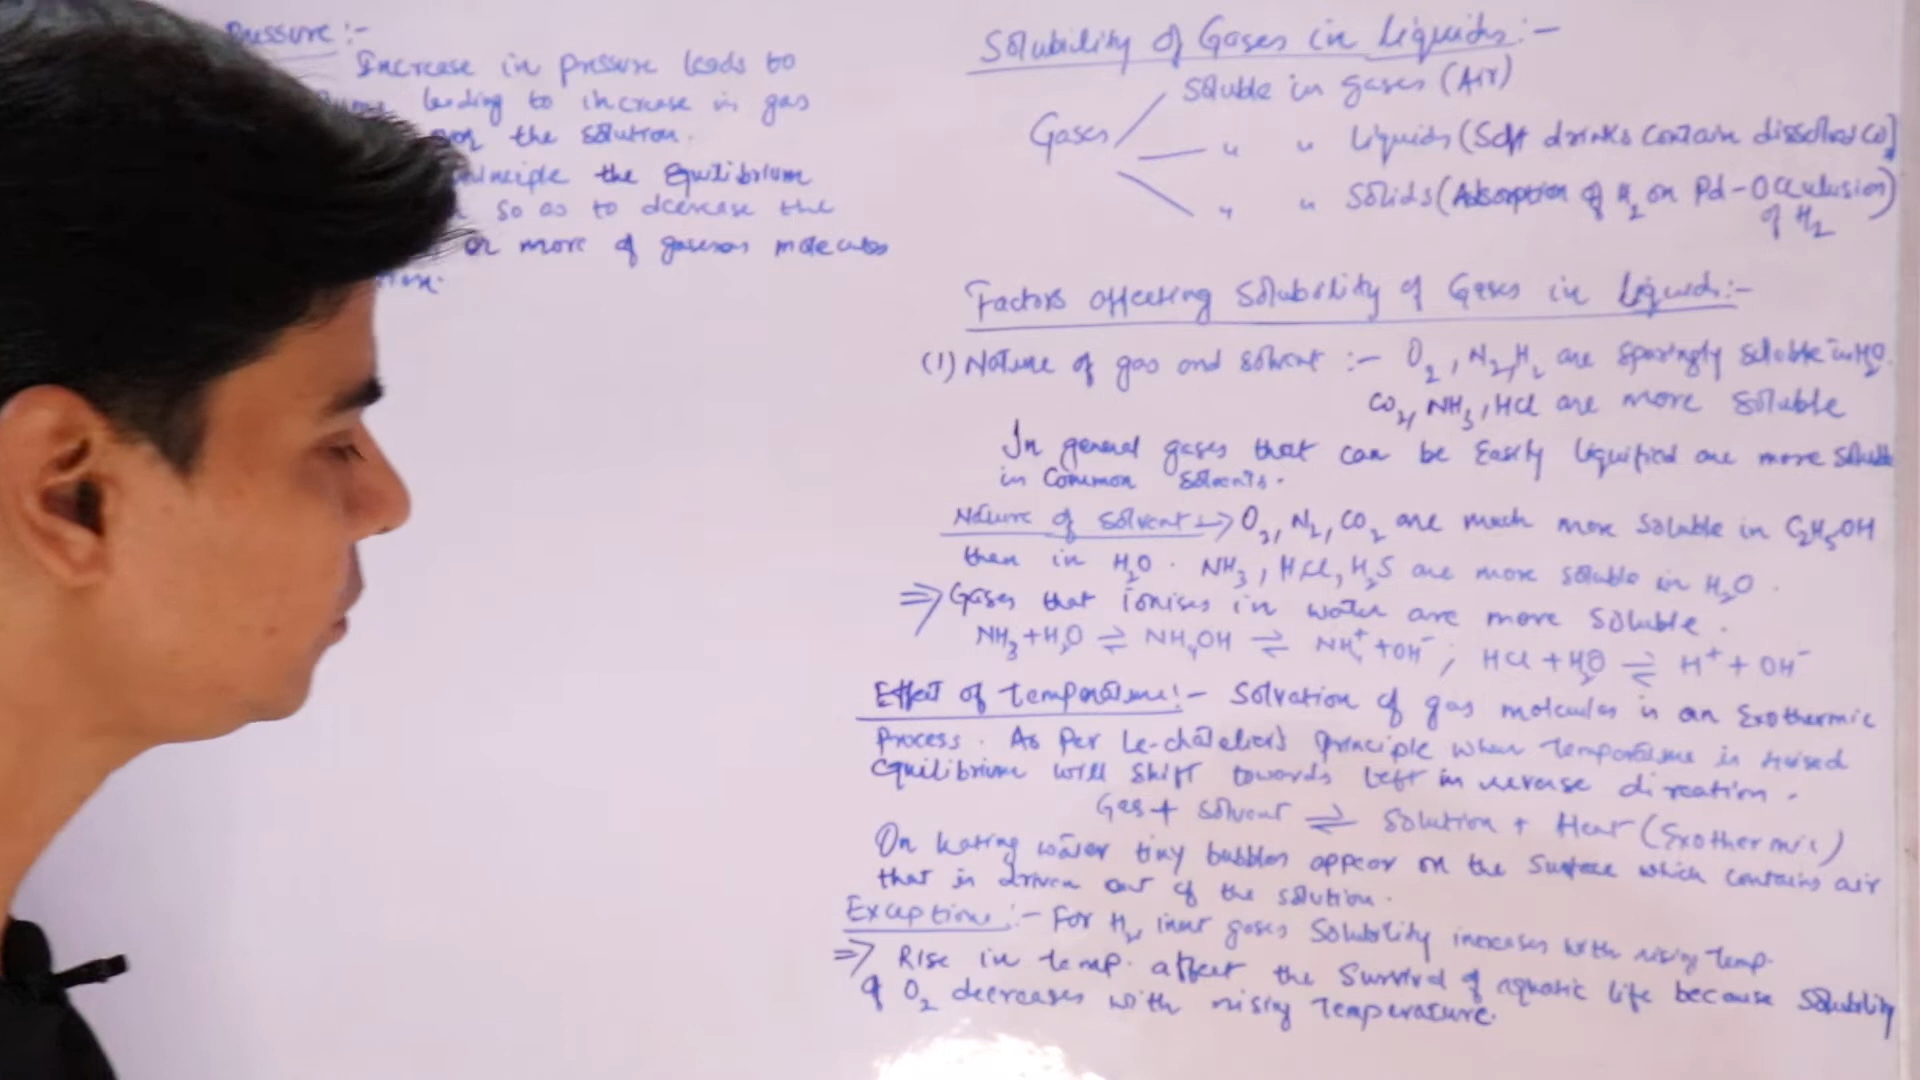 Pressure :-
Increase in pressure leads to
leading to increase in gas
the solution.
the Equilibrium
so as to decrease the
or more of gaseous molecules
Solubility of Gases in Liquids :-
Gases
Soluble in gases (Air)
" " Liquids (Soft drinks contain dissolved CO2)
" " Solids (Adsorption of H2 on Pd - Occulusion)
of H2
Factors affecting Solubility of Gases in Liquids :-
(1) Nature of gas and solvent :- O2, N2, H2 are sparingly soluble in H2O.
CO2, NH3, HCl are more soluble
In general gases that can be Easily liquified are more soluble
in common solvents.
Nature of solvent → O2, N2, CO2 are much more soluble in C2H5OH
than in H2O. NH3, HCl, H2S are more soluble in H2O.
⇒ Gases that ionises in water are more soluble.
NH3 + H2O ⇌ NH4OH ⇌ NH4+ + OH- ; HCl + H2O ⇌ H+ + OH-
Effect of temperature :- Solvation of gas molecules is an Exothermic
Process. As Per Le-chatelier's principle when temperature is raised
Equilibrium will shift towards left in reverse direction.
Gas + Solvent ⇌ Solution + Heat (Exothermic)
On heating water tiny bubbles appear on the surface which contains air
that is driven out of the solution.
Exception :- For H2, inert gases Solubility increases with rising temp.
⇒ Rise in temp. affect the Survival of aquatic life because solubility
of O2 decreases with rising temperature.